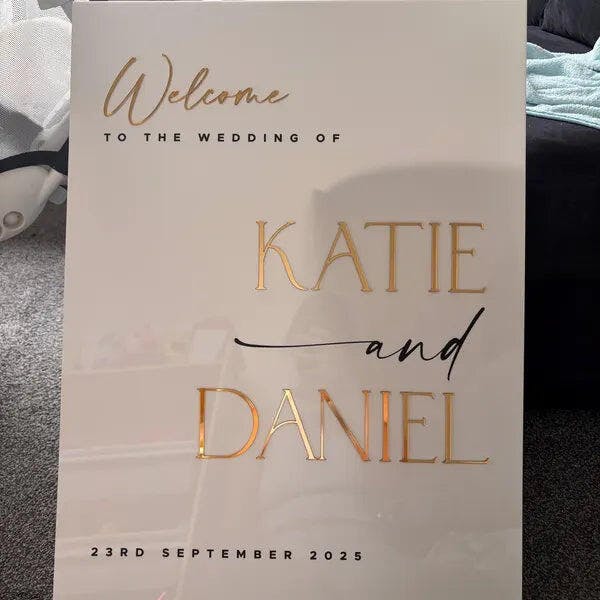 Welcome
TO THE WEDDING OF
KATIE
and
DANIEL
23RD SEPTEMBER 2025